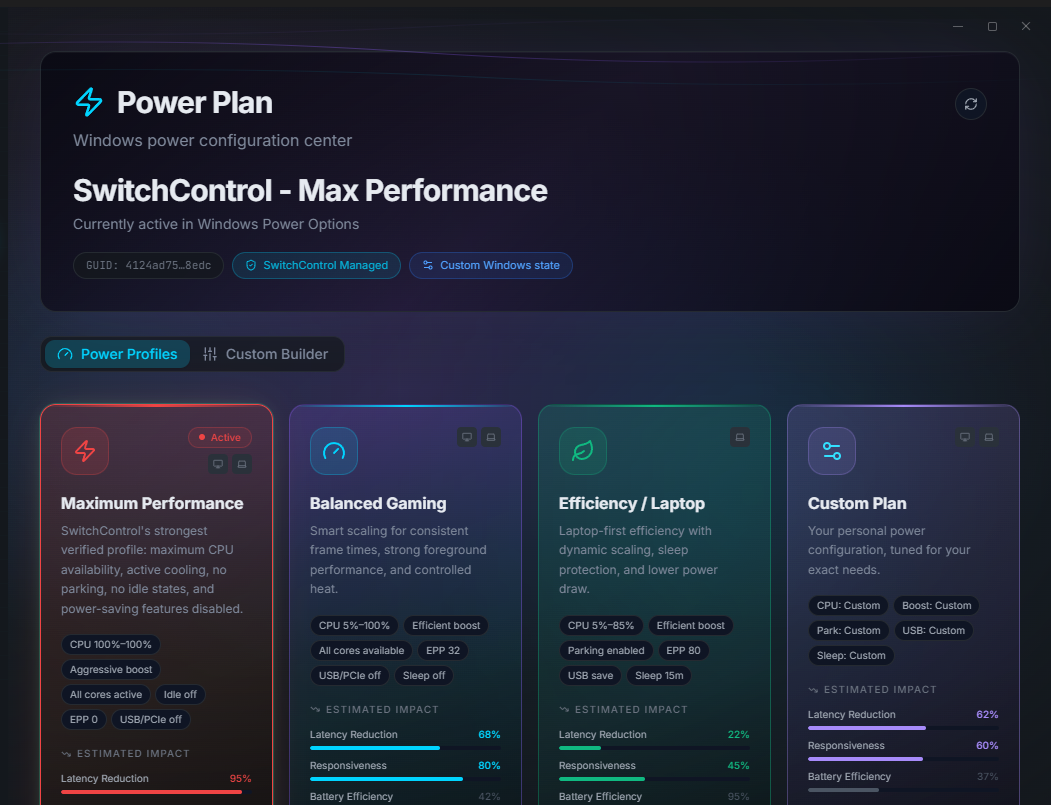 Power Plan
Windows power configuration center
SwitchControl - Max Performance
Currently active in Windows Power Options
GUID: 4124ad75…8edc
SwitchControl Managed
Custom Windows state
Power Profiles
Custom Builder
Active
Maximum Performance
SwitchControl's strongest
verified profile: maximum CPU
availability, active cooling, no
parking, no idle states, and
power-saving features disabled.
CPU 100%–100%
Aggressive boost
All cores active
Idle off
EPP 0
USB/PCIe off
ESTIMATED IMPACT
Latency Reduction
95%
Balanced Gaming
Smart scaling for consistent
frame times, strong foreground
performance, and controlled
heat.
CPU 5%–100%
Efficient boost
All cores available
EPP 32
USB/PCIe off
Sleep off
ESTIMATED IMPACT
Latency Reduction
68%
Responsiveness
80%
Battery Efficiency
42%
Efficiency / Laptop
Laptop-first efficiency with
dynamic scaling, sleep
protection, and lower power
draw.
CPU 5%–85%
Efficient boost
Parking enabled
EPP 80
USB save
Sleep 15m
ESTIMATED IMPACT
Latency Reduction
22%
Responsiveness
45%
Battery Efficiency
95%
Custom Plan
Your personal power
configuration, tuned for your
exact needs.
CPU: Custom
Boost: Custom
Park: Custom
USB: Custom
Sleep: Custom
ESTIMATED IMPACT
Latency Reduction
62%
Responsiveness
60%
Battery Efficiency
37%